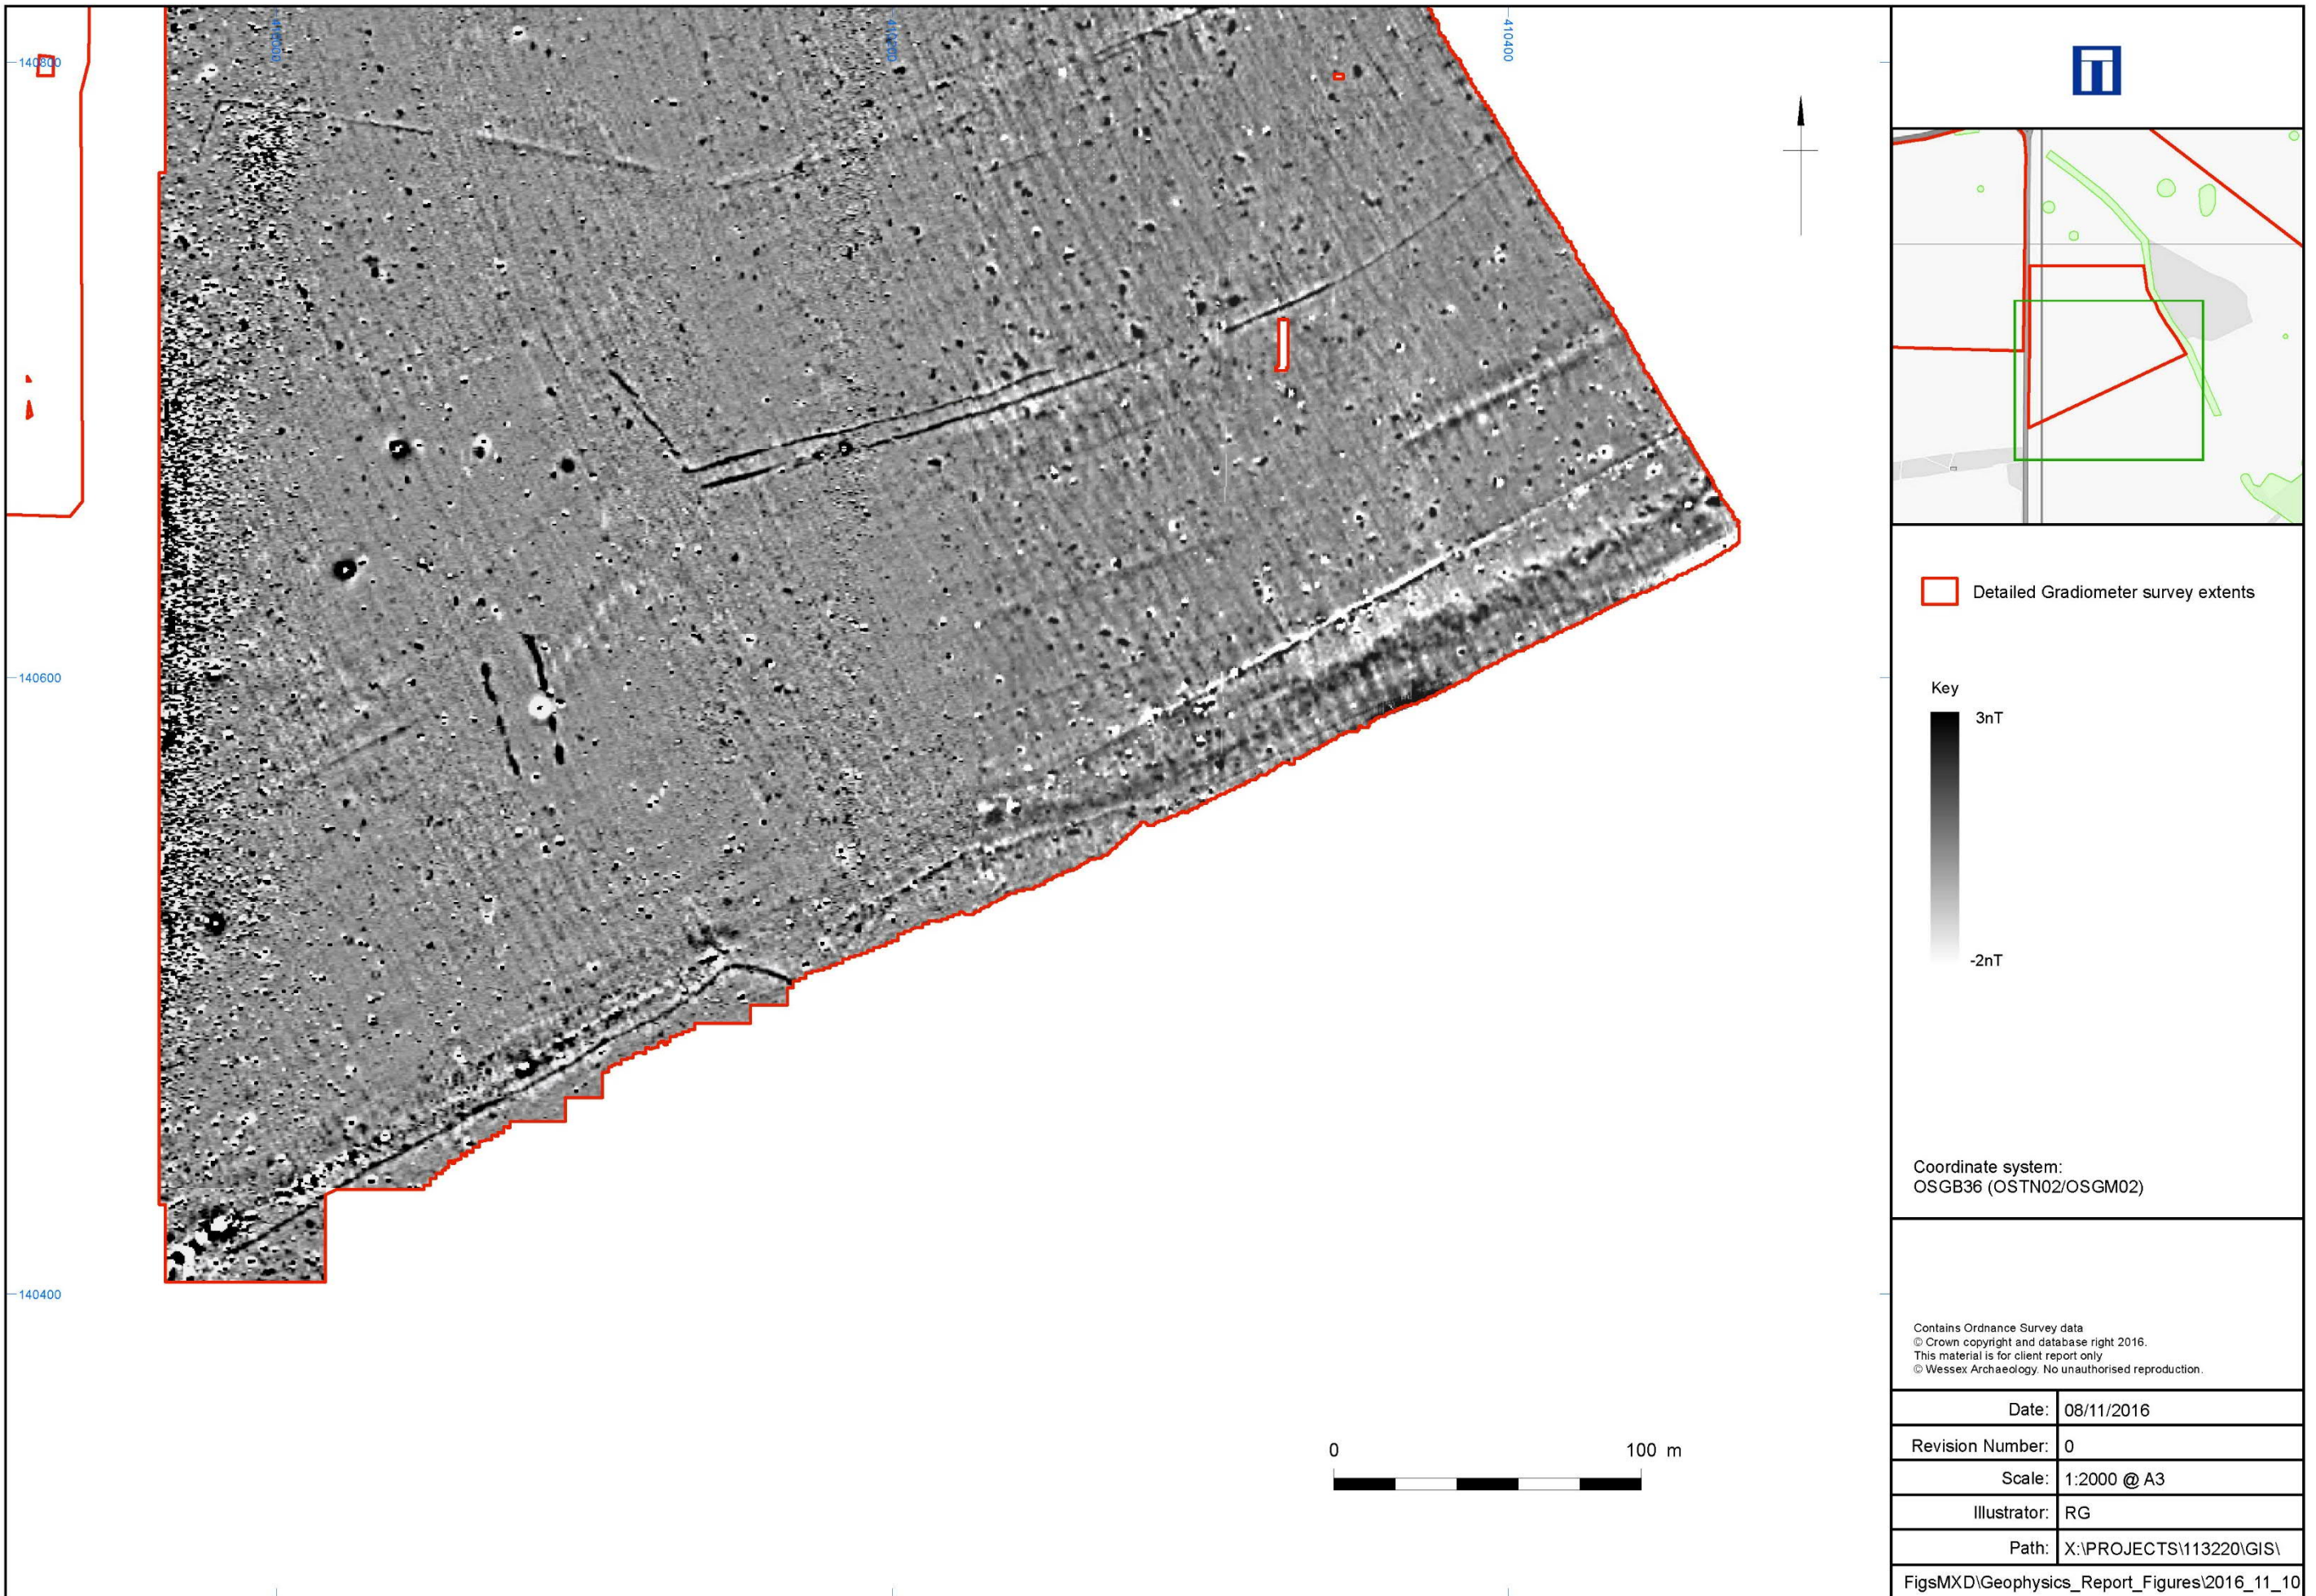 410000
410200
410400
140800
140600
140400
Detailed Gradiometer survey extents
Key
3nT
-2nT
Coordinate system:
OSGB36 (OSTN02/OSGM02)
0 100 m
Contains Ordnance Survey data
© Crown copyright and database right 2016.
This material is for client report only
© Wessex Archaeology. No unauthorised reproduction.
Date: 08/11/2016
Revision Number: 0
Scale: 1:2000 @ A3
Illustrator: RG
Path: X:\PROJECTS\113220\GIS\
FigsMXD\Geophysics_Report_Figures\2016_11_10